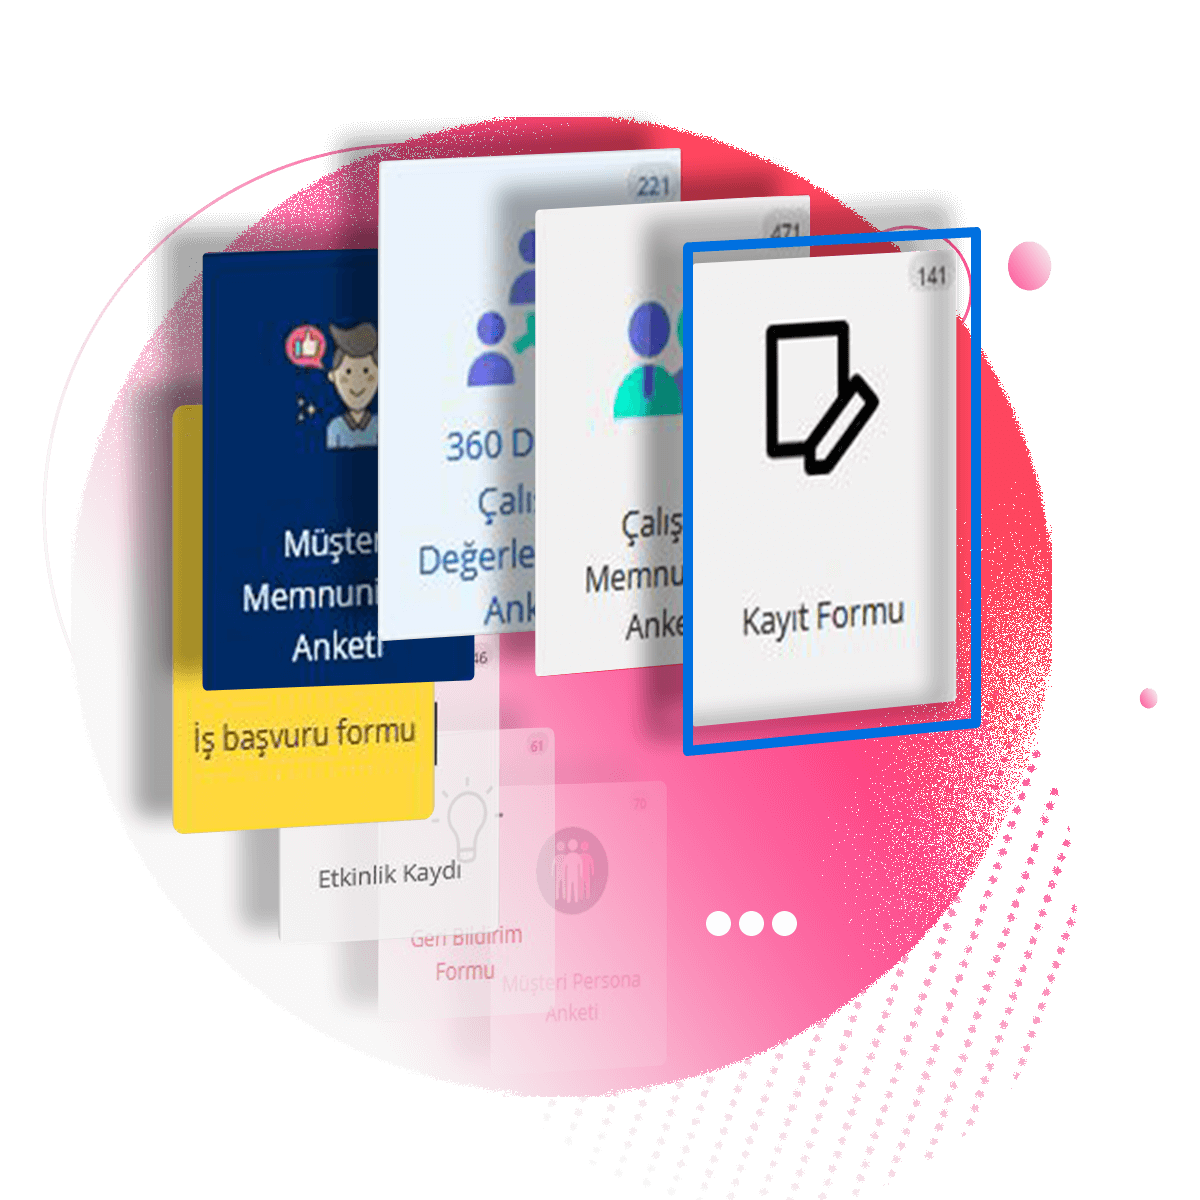 221
360 D
Çalı
Değerle
Ank
471
Çalış
Memnu
Anke
141
Kayıt Formu
Müşter
Memnuni
Anketi
İş başvuru formu
46
Etkinlik Kaydı
61
Geri Bildirim
Formu
70
Müşteri Persona
Anketi